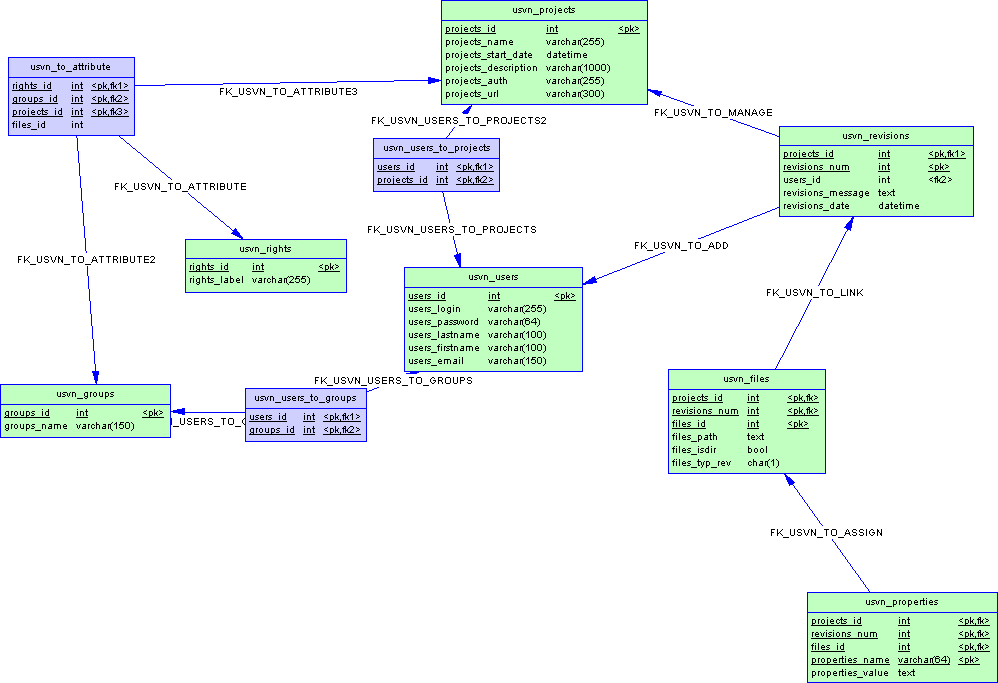 usvn_projects
projects_id int <pk>
projects_name varchar(255)
projects_start_date datetime
projects_description varchar(1000)
projects_auth varchar(255)
projects_url varchar(300)
usvn_to_attribute
rights_id int <pk,fk1>
groups_id int <pk,fk2>
projects_id int <pk,fk3>
files_id int
FK_USVN_TO_ATTRIBUTE3
FK_USVN_TO_MANAGE
FK_USVN_USERS_TO_PROJECTS2
usvn_users_to_projects
users_id int <pk,fk1>
projects_id int <pk,fk2>
usvn_revisions
projects_id int <pk,fk1>
revisions_num int <pk>
users_id int <fk2>
revisions_message text
revisions_date datetime
FK_USVN_TO_ATTRIBUTE
FK_USVN_USERS_TO_PROJECTS
FK_USVN_TO_ADD
usvn_rights
rights_id int <pk>
rights_label varchar(255)
FK_USVN_TO_ATTRIBUTE2
usvn_users
users_id int <pk>
users_login varchar(255)
users_password varchar(64)
users_lastname varchar(100)
users_firstname varchar(100)
users_email varchar(150)
FK_USVN_TO_LINK
FK_USVN_USERS_TO_GROUPS
usvn_groups
groups_id int <pk>
groups_name varchar(150)
_USERS_TO_
usvn_users_to_groups
users_id int <pk,fk1>
groups_id int <pk,fk2>
usvn_files
projects_id int <pk,fk>
revisions_num int <pk,fk>
files_id int <pk>
files_path text
files_isdir bool
files_typ_rev char(1)
FK_USVN_TO_ASSIGN
usvn_properties
projects_id int <pk,fk>
revisions_num int <pk,fk>
files_id int <pk,fk>
properties_name varchar(64) <pk>
properties_value text